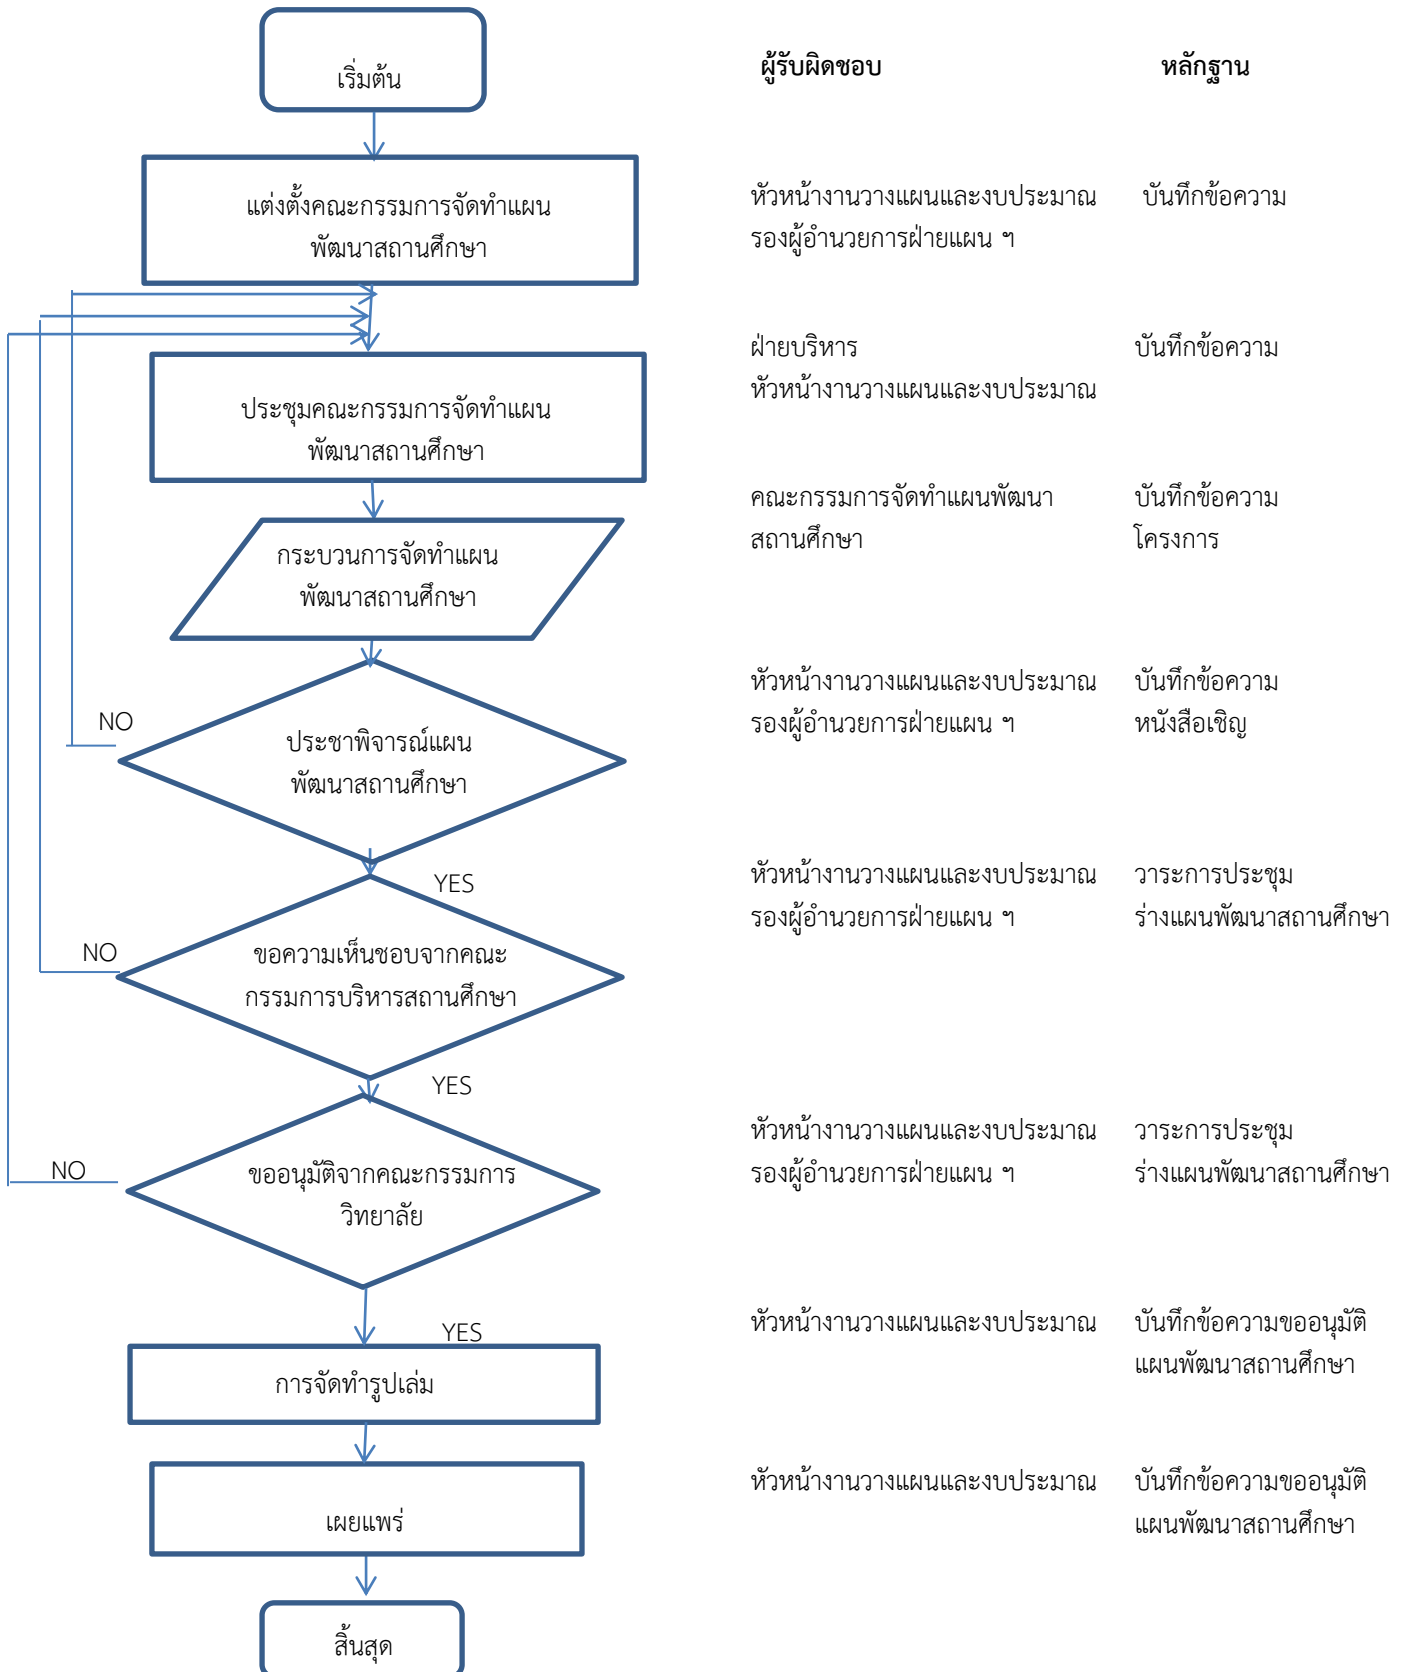 เริ่มต้น
ผู้รับผิดชอบ
หลักฐาน
แต่งตั้งคณะกรรมการจัดทำแผน
พัฒนาสถานศึกษา
หัวหน้างานวางแผนและงบประมาณ
รองผู้อำนวยการฝ่ายแผน ฯ
บันทึกข้อความ
ประชุมคณะกรรมการจัดทำแผน
พัฒนาสถานศึกษา
ฝ่ายบริหาร
หัวหน้างานวางแผนและงบประมาณ
บันทึกข้อความ
กระบวนการจัดทำแผน
พัฒนาสถานศึกษา
คณะกรรมการจัดทำแผนพัฒนา
สถานศึกษา
บันทึกข้อความ
โครงการ
NO
ประชาพิจารณ์แผน
พัฒนาสถานศึกษา
หัวหน้างานวางแผนและงบประมาณ
รองผู้อำนวยการฝ่ายแผน ฯ
บันทึกข้อความ
หนังสือเชิญ
YES
NO
ขอความเห็นชอบจากคณะ
กรรมการบริหารสถานศึกษา
หัวหน้างานวางแผนและงบประมาณ
รองผู้อำนวยการฝ่ายแผน ฯ
วาระการประชุม
ร่างแผนพัฒนาสถานศึกษา
YES
NO
ขออนุมัติจากคณะกรรมการ
วิทยาลัย
หัวหน้างานวางแผนและงบประมาณ
รองผู้อำนวยการฝ่ายแผน ฯ
วาระการประชุม
ร่างแผนพัฒนาสถานศึกษา
YES
การจัดทำรูปเล่ม
หัวหน้างานวางแผนและงบประมาณ
บันทึกข้อความขออนุมัติ
แผนพัฒนาสถานศึกษา
เผยแพร่
หัวหน้างานวางแผนและงบประมาณ
บันทึกข้อความขออนุมัติ
แผนพัฒนาสถานศึกษา
สิ้นสุด